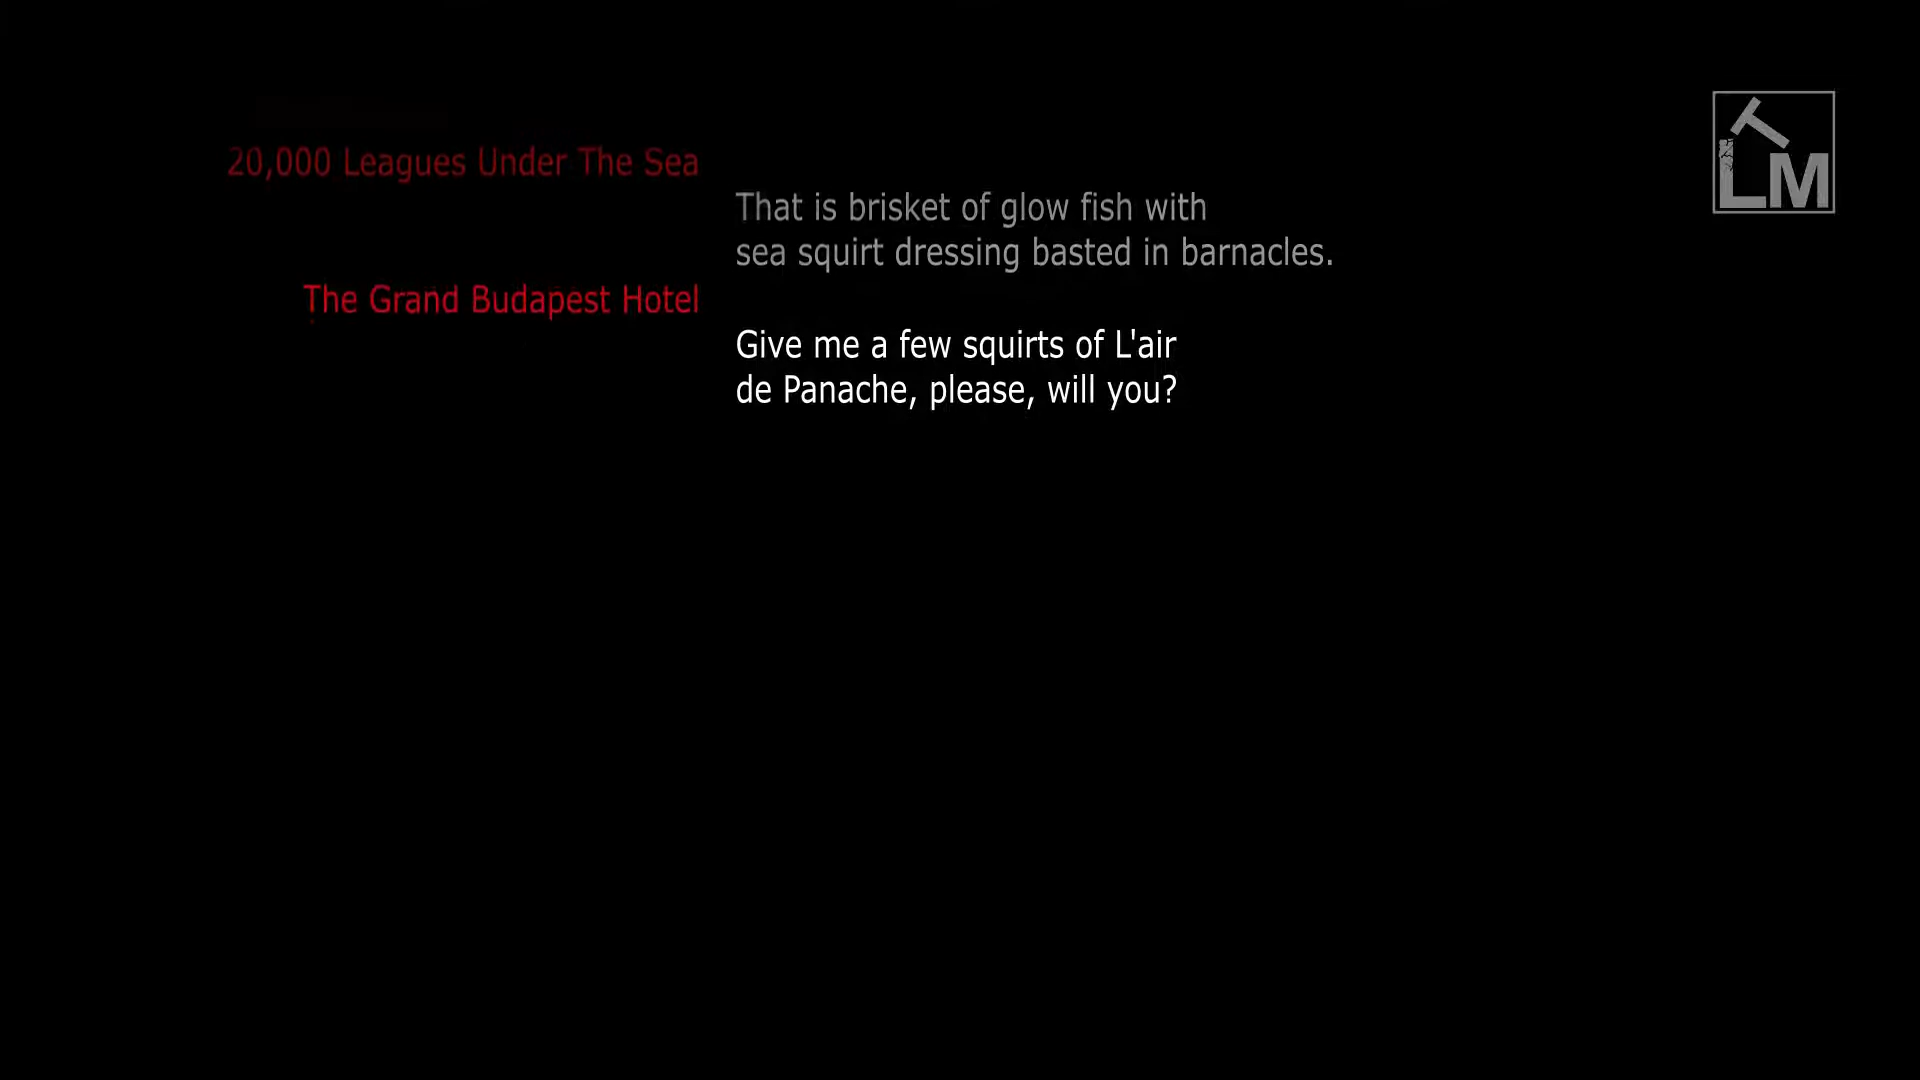 20,000 Leagues Under The Sea
That is brisket of glow fish with
sea squirt dressing basted in barnacles.
The Grand Budapest Hotel
Give me a few squirts of L'air
de Panache, please, will you?
TLM